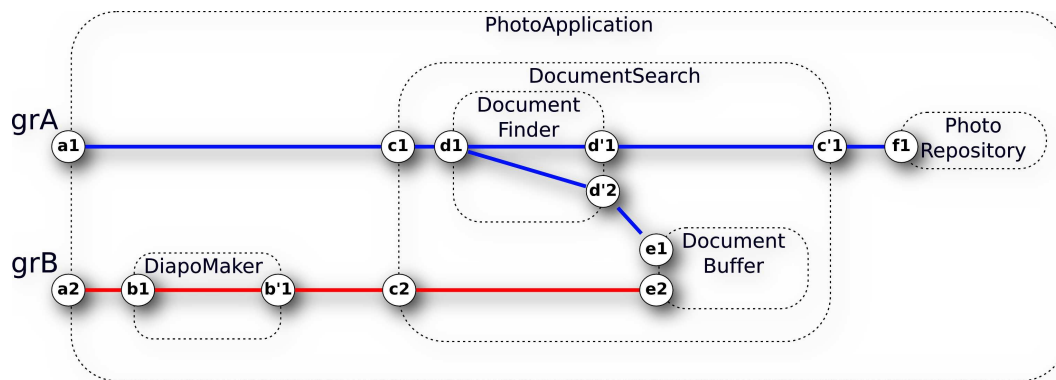 PhotoApplication
DocumentSearch
Document
Finder
grA
a1
c1
d1
d'1
c'1
f1
Photo
Repository
d'2
grB
DiapoMaker
e1
Document
Buffer
a2
b1
b'1
c2
e2